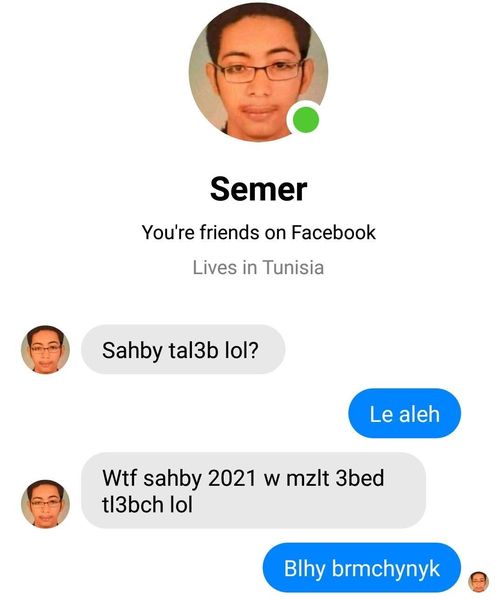 Semer
You're friends on Facebook
Lives in Tunisia
Sahby tal3b lol?
Le aleh
Wtf sahby 2021 w mzlt 3bed
tl3bch lol
Blhy brmchynyk